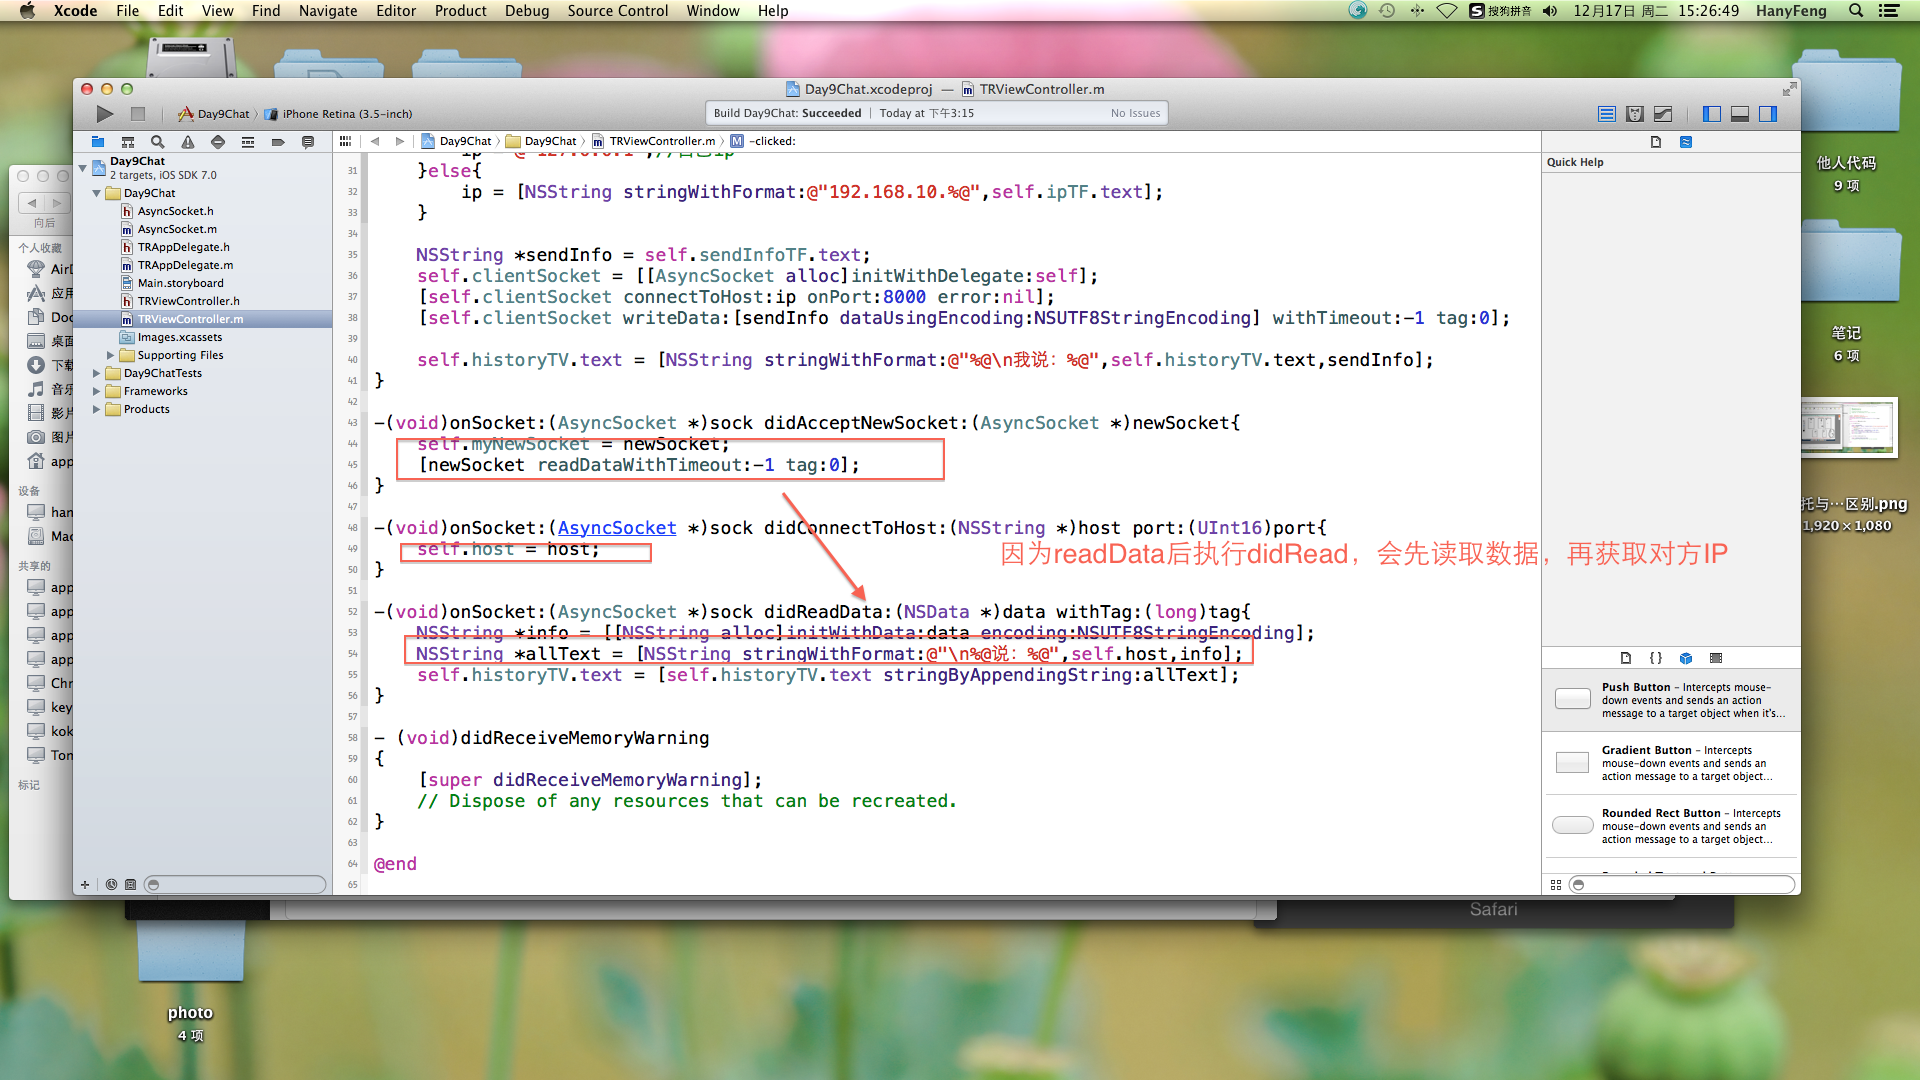 Xcode File Edit View Find Navigate Editor Product Debug Source Control Window Help
搜狗拼音 12月17日 周二 15:26:49 HanyFeng
Day9Chat.xcodeproj — TRViewController.m
Day9Chat iPhone Retina (3.5-inch)
Build Day9Chat: Succeeded Today at 下午3:15 No Issues
Day9Chat Day9Chat TRViewController.m -clicked:
Quick Help
Day9Chat
2 targets, iOS SDK 7.0
Day9Chat
AsyncSocket.h
AsyncSocket.m
TRAppDelegate.h
TRAppDelegate.m
Main.storyboard
TRViewController.h
TRViewController.m
Images.xcassets
Supporting Files
Day9ChatTests
Frameworks
Products
向后
个人收藏
AirD
应用
Doc
桌面
下载
音乐
影片
图片
app
设备
han
Mac
共享的
app
app
app
app
Chr
key
kok
Ton
标记
31 }else{
32 ip = [NSString stringWithFormat:@"192.168.10.%@",self.ipTF.text];
33 }
34
35 NSString *sendInfo = self.sendInfoTF.text;
36 self.clientSocket = [[AsyncSocket alloc]initWithDelegate:self];
37 [self.clientSocket connectToHost:ip onPort:8000 error:nil];
38 [self.clientSocket writeData:[sendInfo dataUsingEncoding:NSUTF8StringEncoding] withTimeout:-1 tag:0];
39
40 self.historyTV.text = [NSString stringWithFormat:@"%@\n我说：%@",self.historyTV.text,sendInfo];
41 }
42
43 -(void)onSocket:(AsyncSocket *)sock didAcceptNewSocket:(AsyncSocket *)newSocket{
44 self.myNewSocket = newSocket;
45 [newSocket readDataWithTimeout:-1 tag:0];
46 }
47
48 -(void)onSocket:(AsyncSocket *)sock didConnectToHost:(NSString *)host port:(UInt16)port{
49 self.host = host;
因为readData后执行didRead，会先读取数据，再获取对方IP
50 }
51
52 -(void)onSocket:(AsyncSocket *)sock didReadData:(NSData *)data withTag:(long)tag{
53 NSString *info = [[NSString alloc]initWithData:data encoding:NSUTF8StringEncoding];
54 NSString *allText = [NSString stringWithFormat:@"\n%@说：%@",self.host,info];
55 self.historyTV.text = [self.historyTV.text stringByAppendingString:allText];
56 }
57
58 - (void)didReceiveMemoryWarning
59 {
60 [super didReceiveMemoryWarning];
61 // Dispose of any resources that can be recreated.
62 }
63
64 @end
65
{ }
Push Button – Intercepts mouse-
down events and sends an action
message to a target object when it's...
Gradient Button – Intercepts
mouse-down events and sends an
action message to a target object...
Rounded Rect Button – Intercepts
mouse-down events and sends an
action message to a target object...
他人代码
9 项
笔记
6 项
托与…区别.png
1,920 × 1,080
Safari
photo
4 项